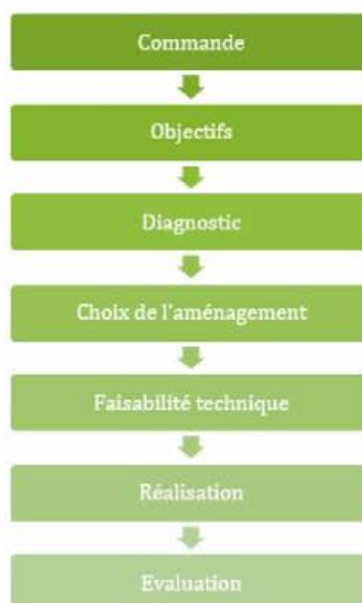 Commande
Objectifs
Diagnostic
Choix de l'aménagement
Faisabilité technique
Réalisation
Evaluation